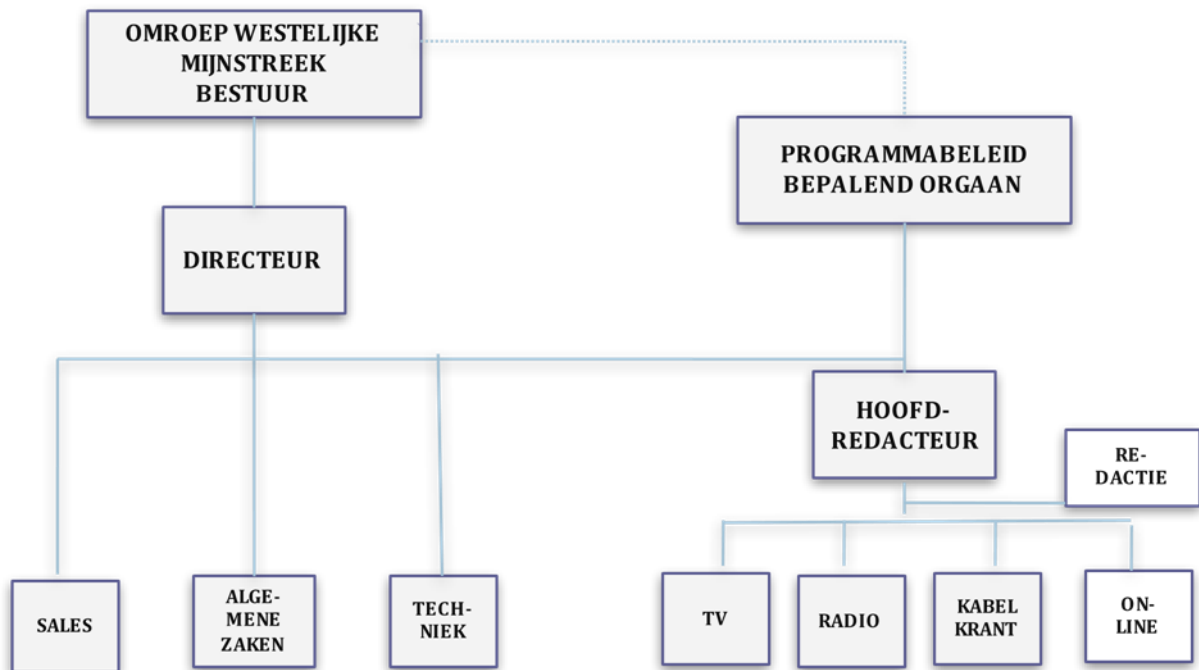 OMROEP WESTELIJKE
MIJNSTREEK
BESTUUR
PROGRAMMABELEID
BEPALEND ORGAAN
DIRECTEUR
HOOFD-
REDACTEUR
RE-
DACTIE
SALES
ALGE-
MENE
ZAKEN
TECH-
NIEK
TV
RADIO
KABEL
KRANT
ON-
LINE